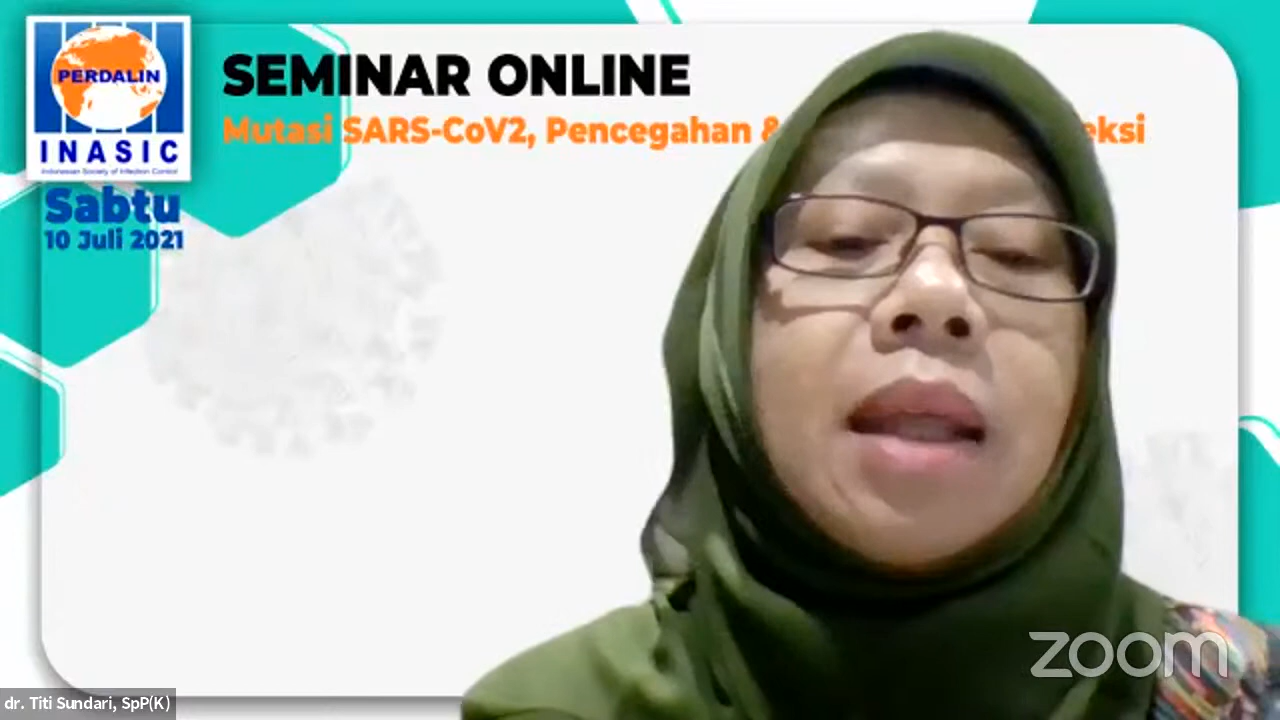 PERDALIN
INASIC
Indonesian Society of Infection Control
Sabtu
10 Juli 2021
SEMINAR ONLINE
Mutasi SARS-CoV2, Pencegahan & eksi
zoom
dr. Titi Sundari, SpP(K)